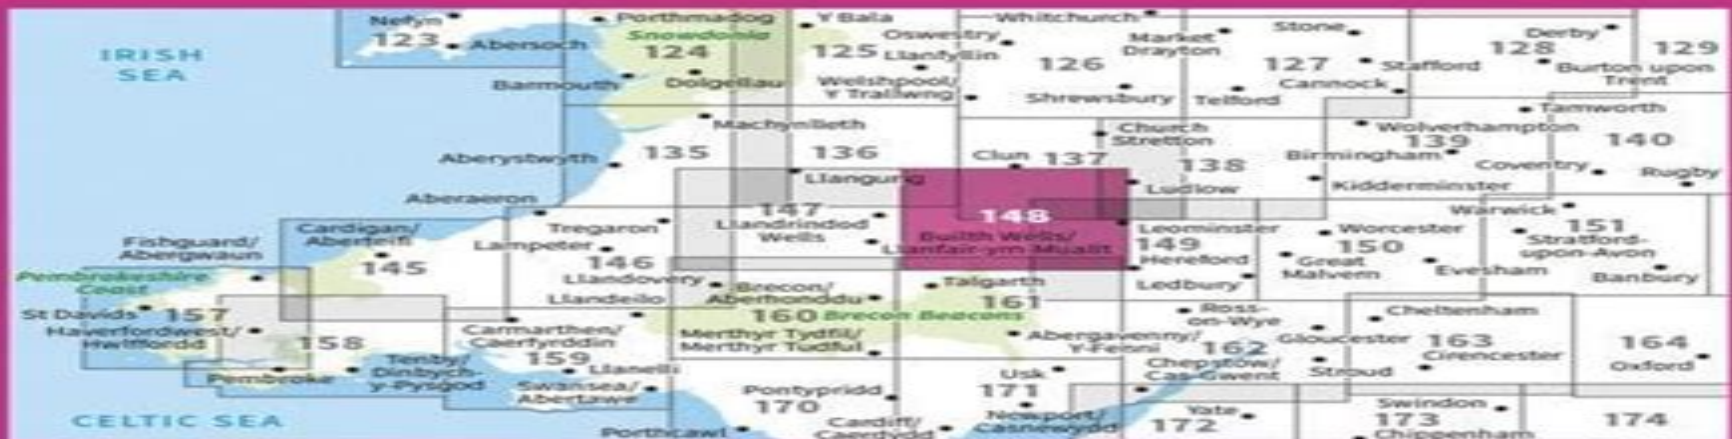 Nefyn
123
Abersoch
IRISH
SEA
Porthmadog
Snowdonia
124
Dolgellau
Barmouth
Y Bala
125
Oswestry
Llanfyllin
Welshpool/
Y Trallwng
Whitchurch
Market
Drayton
126
Shrewsbury
Stone
127
Stafford
Cannock
Telford
Derby
128
Burton upon
Trent
129
Tamworth
Machynlleth
Aberystwyth
135
136
Llangurig
Clun
137
Church
Stretton
138
Ludlow
Wolverhampton
139
Birmingham
Kidderminster
Coventry
140
Rugby
Aberaeron
Cardigan/
Aberteifi
145
Fishguard/
Abergwaun
Tregaron
Lampeter
146
Llandovery
Llandeilo
147
Llandrindod
Wells
148
Builth Wells/
Llanfair-ym-Muallt
Leominster
149
Hereford
Ledbury
Worcester
150
Great
Malvern
Evesham
Warwick
151
Stratford-
upon-Avon
Banbury
Pembrokeshire
Coast
St Davids
157
Haverfordwest/
Hwlffordd
158
Pembroke
Tenby/
Dinbych-
y-Pysgod
Carmarthen/
Caerfyrddin
159
Llanelli
Swansea/
Abertawe
Brecon/
Aberhonddu
160
Brecon Beacons
Merthyr Tydfil/
Merthyr Tudful
Talgarth
161
Abergavenny/
Y-Fenni
Ross-
on-Wye
162
Gloucester
Chepstow/
Cas-Gwent
Stroud
Cheltenham
163
Cirencester
164
Oxford
CELTIC SEA
Porthcawl
Pontypridd
170
Cardiff/
Caerdydd
Usk
171
Newport/
Casnewydd
Yate
172
Swindon
173
Chippenham
174